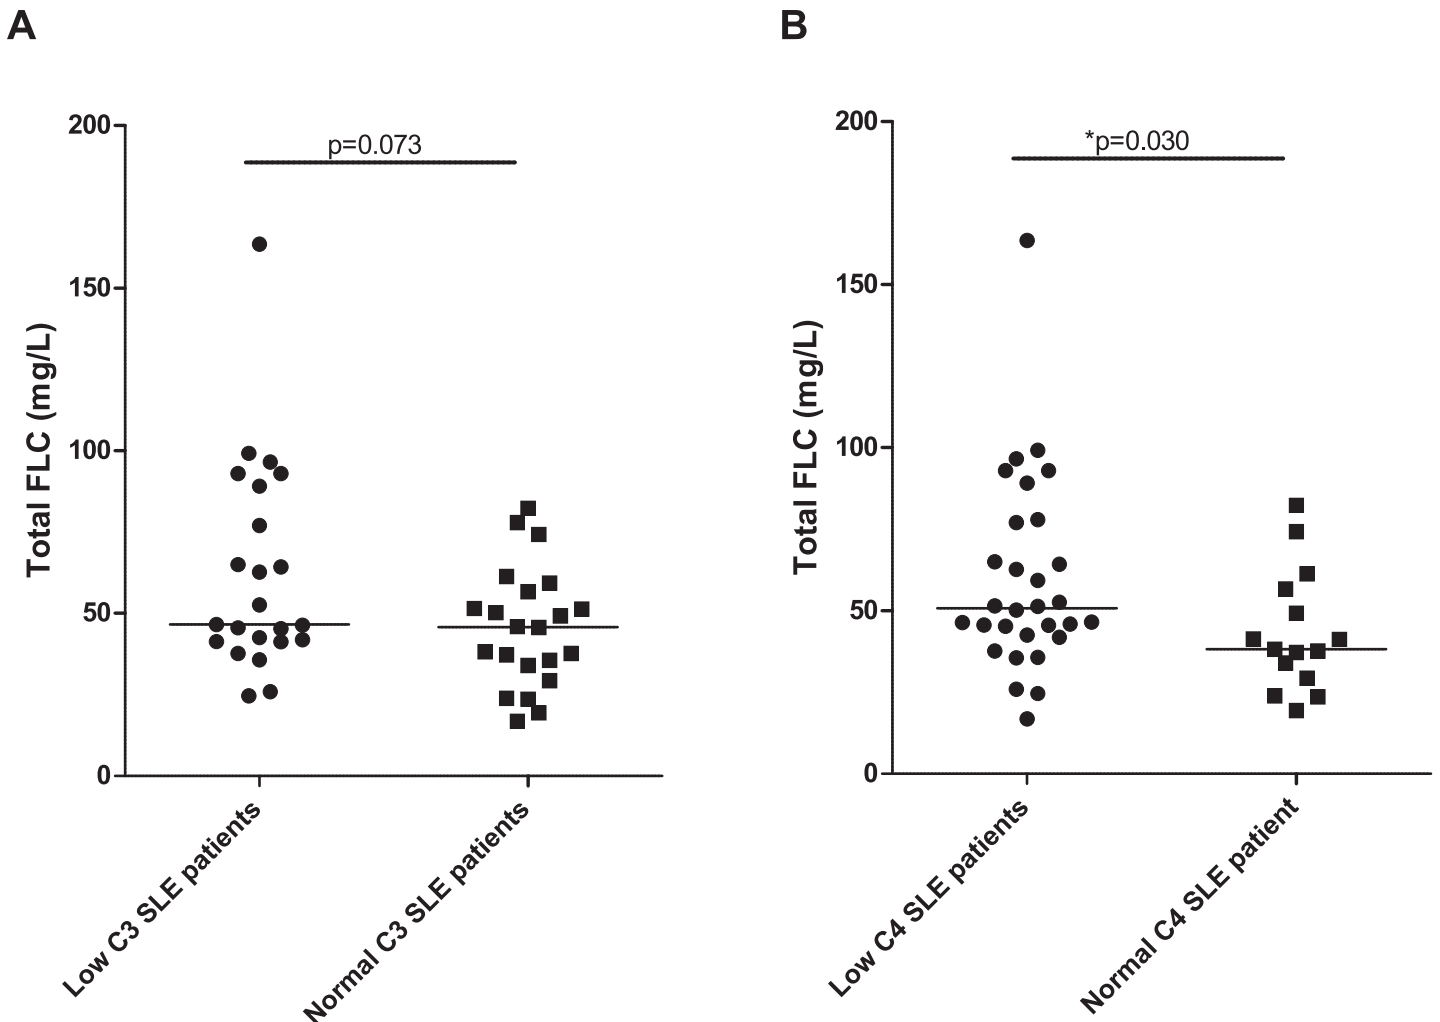 A
B
Total FLC (mg/L)
200
150
100
50
0
p=0.073
Low C3 SLE patients
Normal C3 SLE patients
Total FLC (mg/L)
200
150
100
50
0
*p=0.030
Low C4 SLE patients
Normal C4 SLE patient